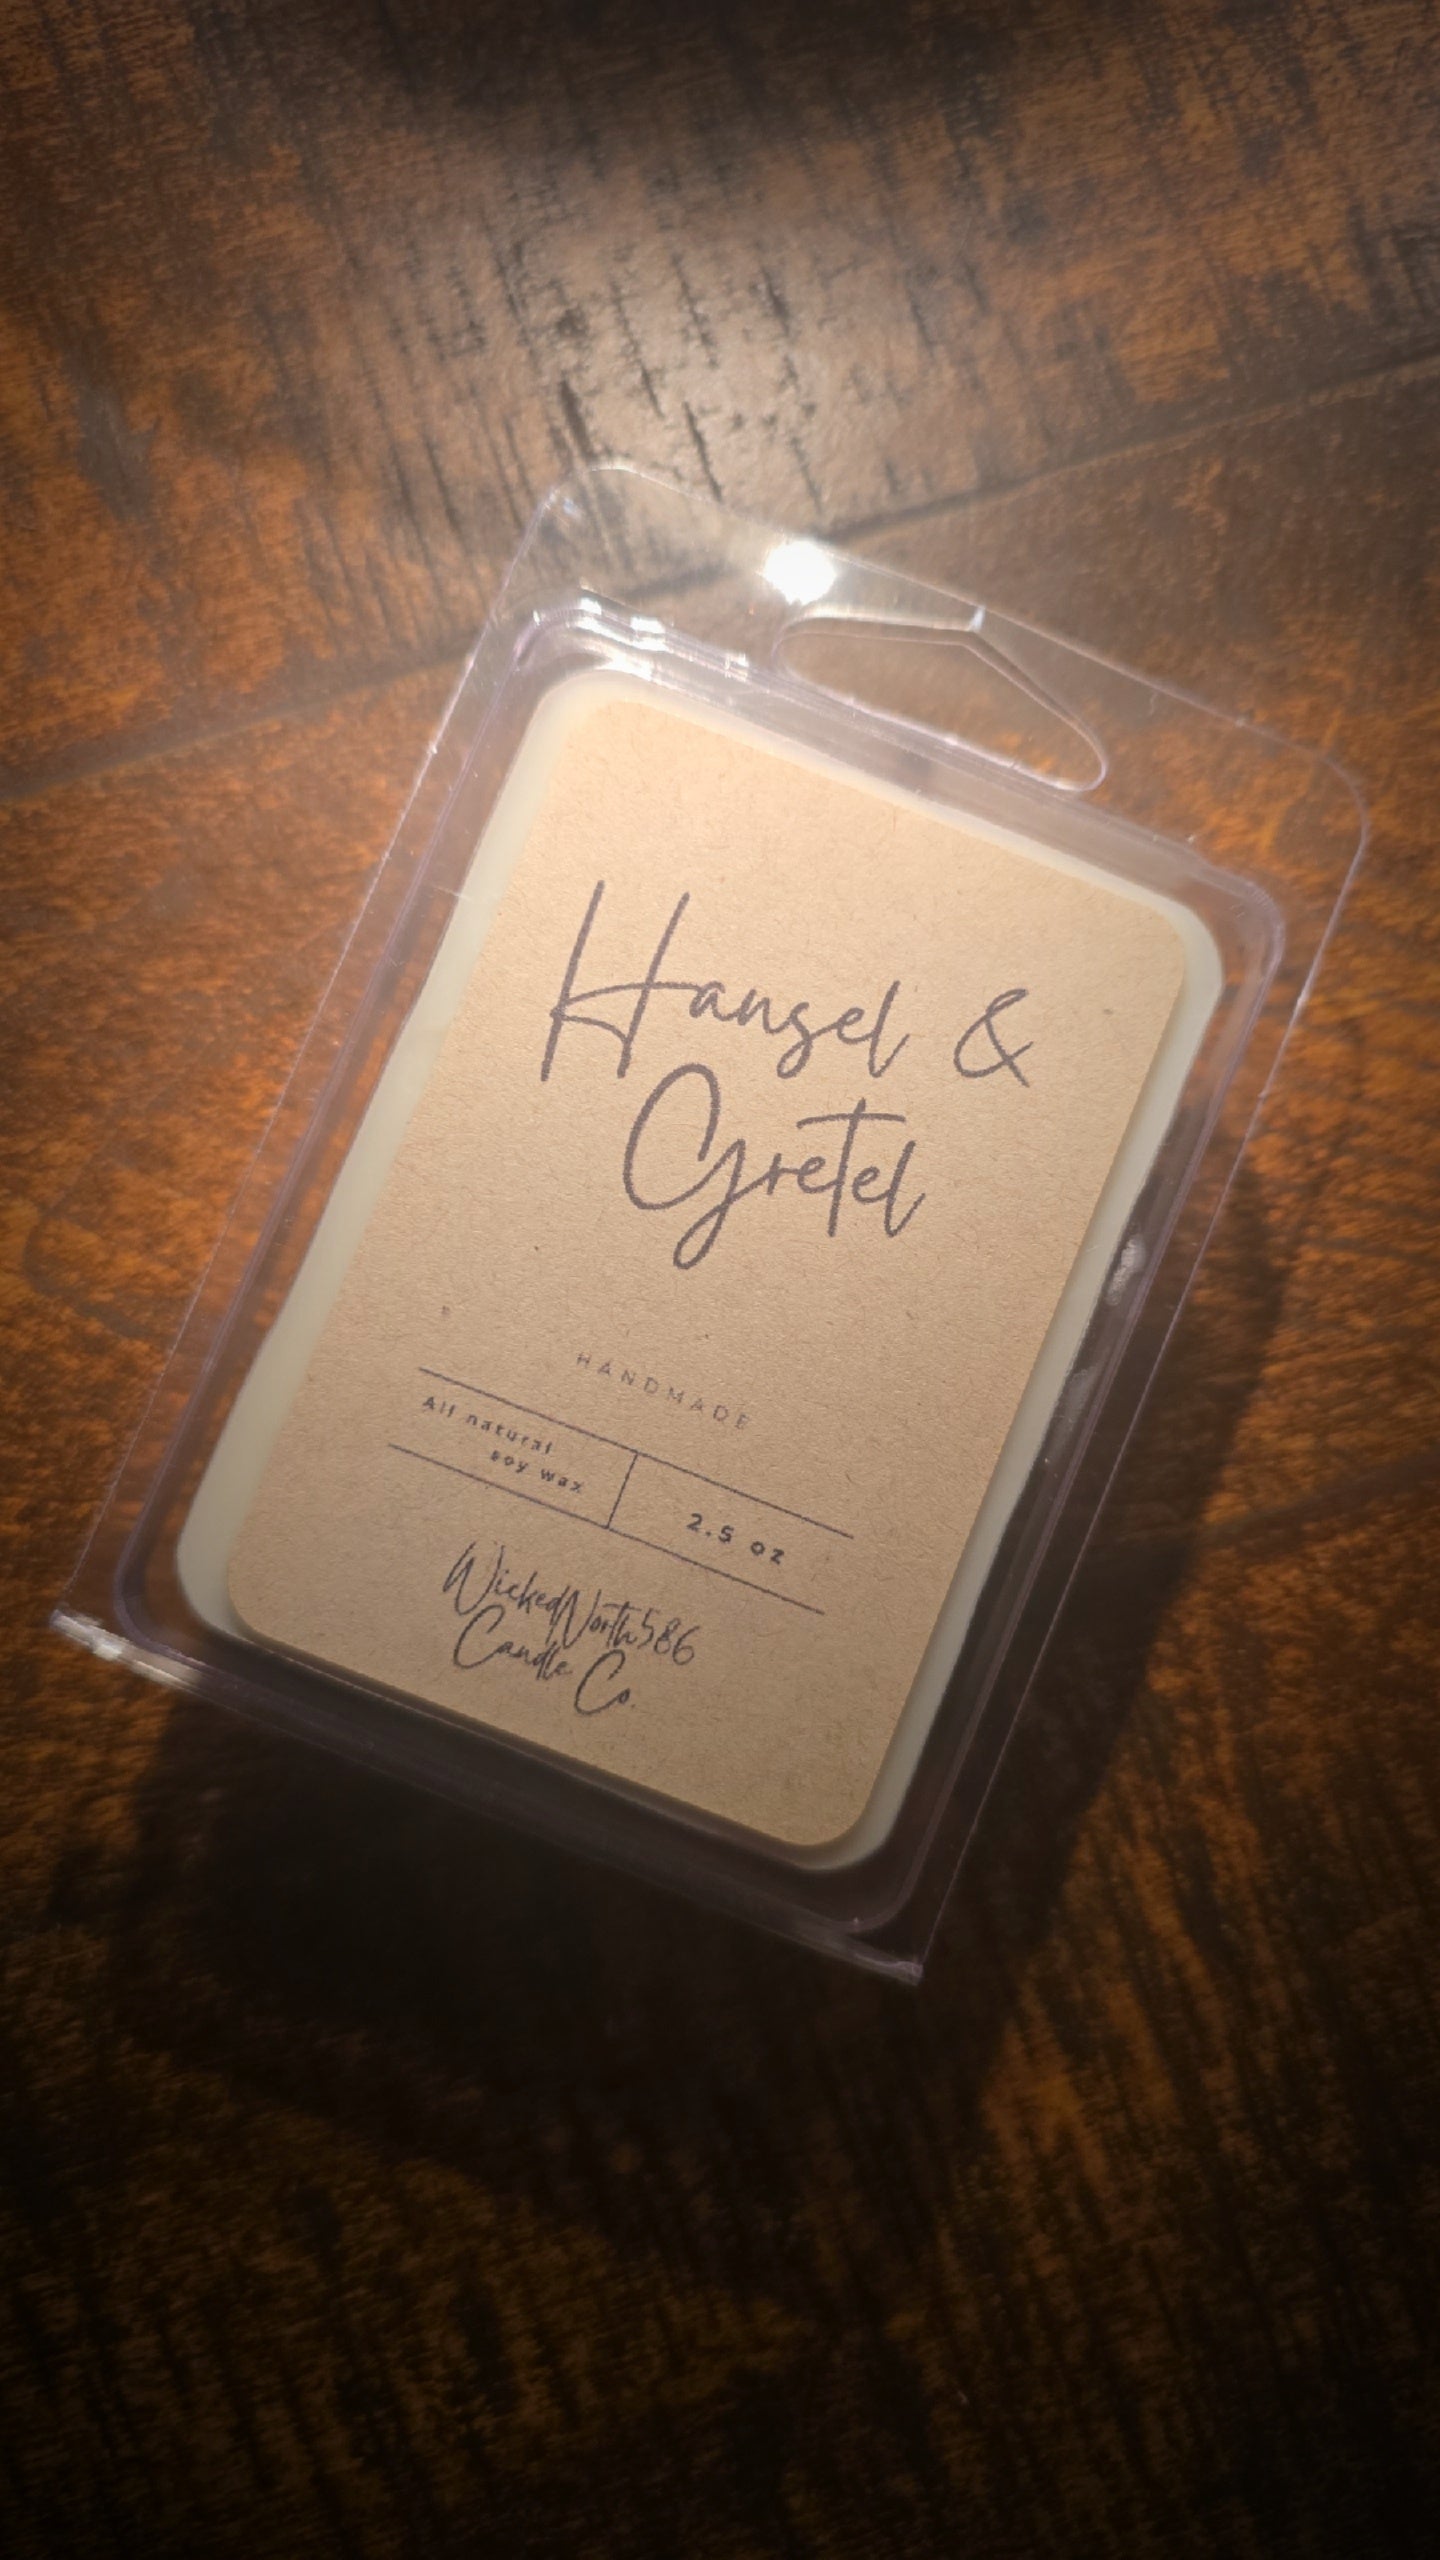 Hansel &
Gretel
HANDMADE
All natural
soy wax
2.5 oz
WickedNorth586
Candle Co.